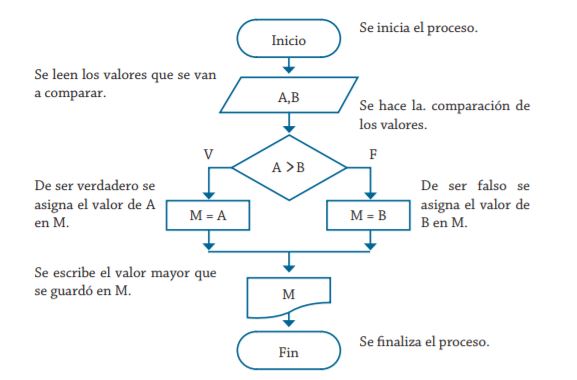 Se inicia el proceso.
Inicio
Se leen los valores que se van
a comparar.
A,B
Se hace la. comparación de
los valores.
V
A >B
F
De ser verdadero se
asigna el valor de A
en M.
M = A
M = B
De ser falso se
asigna el valor de
B en M.
Se escribe el valor mayor que
se guardó en M.
M
Se finaliza el proceso.
Fin